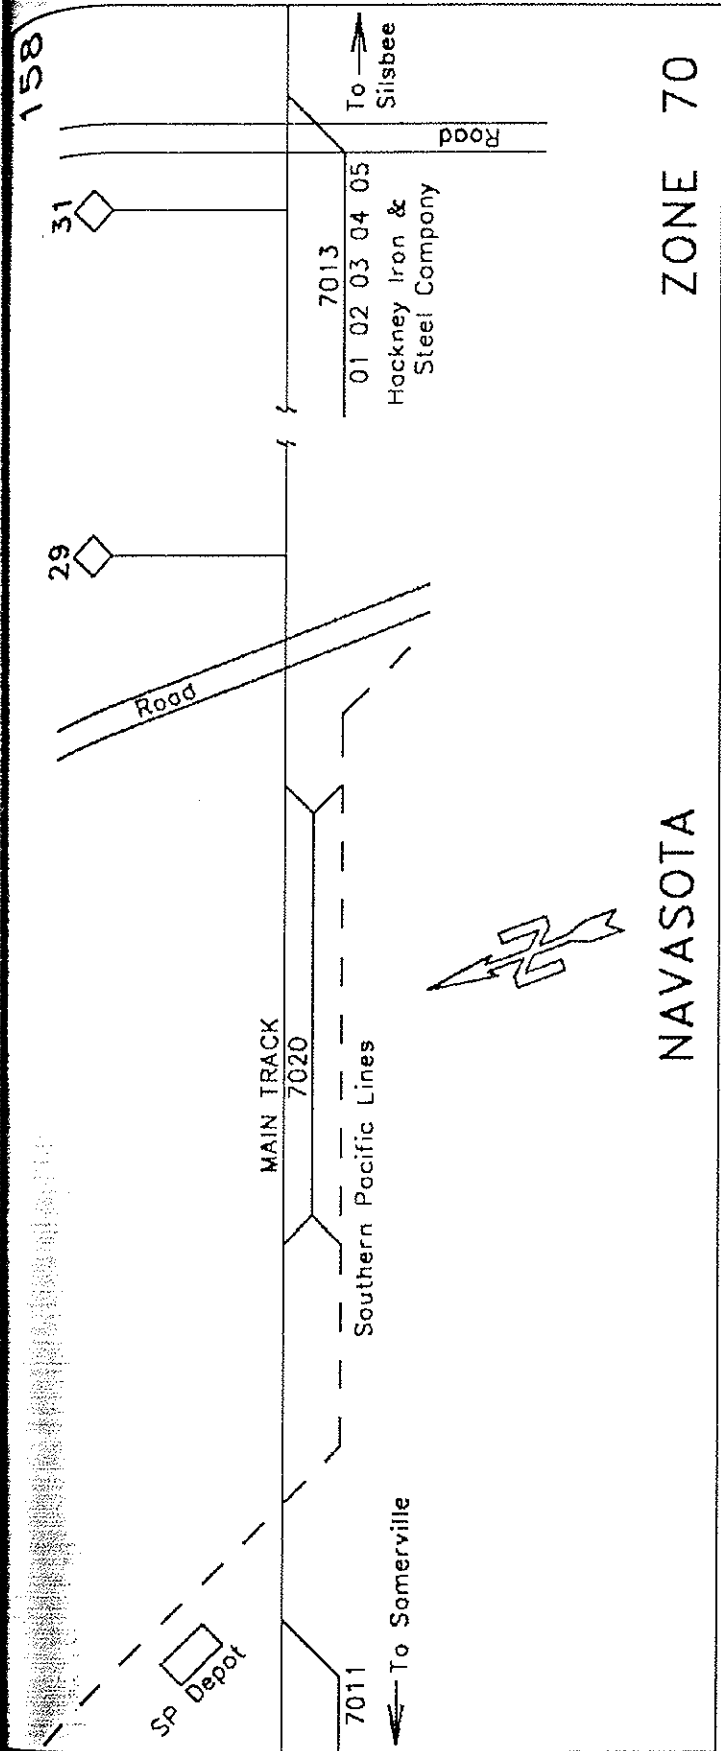 158
31
29
Road
Road
To
Silsbee
7013
01 02 03 04 05
Hackney Iron &
Steel Company
MAIN TRACK
7020
Southern Pacific Lines
SP Depot
7011
To Somerville
N
NAVASOTA ZONE 70